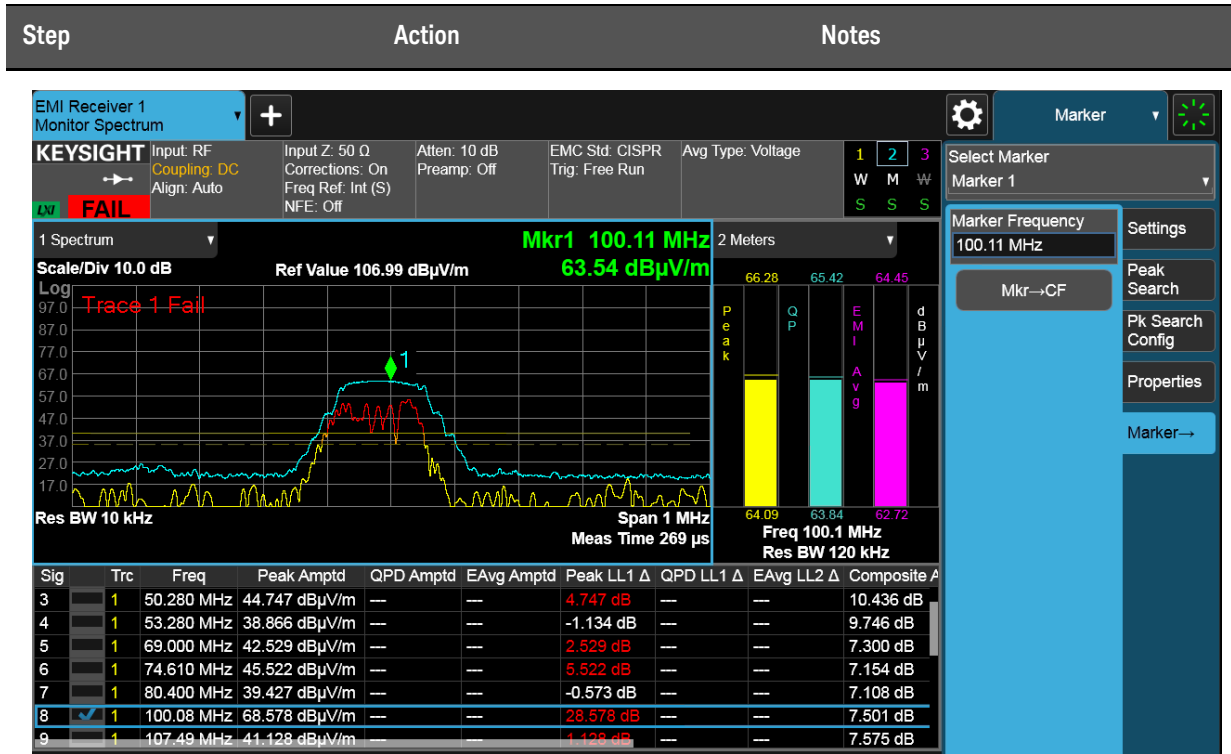 Step Action Notes
EMI Receiver 1
Monitor Spectrum
Marker
KEYSIGHT
LXI FAIL
Input: RF
Coupling: DC
Align: Auto
Input Z: 50 Ω
Corrections: On
Freq Ref: Int (S)
NFE: Off
Atten: 10 dB
Preamp: Off
EMC Std: CISPR
Trig: Free Run
Avg Type: Voltage
1 2 3
W M W
S S S
Select Marker
Marker 1
Marker Frequency
100.11 MHz
Mkr→CF
Settings
Peak
Search
Pk Search
Config
Properties
Marker→
1 Spectrum
Mkr1 100.11 MHz
Scale/Div 10.0 dB Ref Value 106.99 dBµV/m 63.54 dBµV/m
Log
Trace 1 Fail
97.0
87.0
77.0
67.0
57.0
47.0
37.0
27.0
17.0
1
Res BW 10 kHz Span 1 MHz
Meas Time 269 µs
2 Meters
66.28 65.42 64.45
Peak
QP
EMI Avg
dBµV/m
64.09 63.84 62.72
Freq 100.1 MHz
Res BW 120 kHz
Sig Trc Freq Peak Amptd QPD Amptd EAvg Amptd Peak LL1 Δ QPD LL1 Δ EAvg LL2 Δ Composite A
3 1 50.280 MHz 44.747 dBµV/m --- --- 4.747 dB --- --- 10.436 dB
4 1 53.280 MHz 38.866 dBµV/m --- --- -1.134 dB --- --- 9.746 dB
5 1 69.000 MHz 42.529 dBµV/m --- --- 2.529 dB --- --- 7.300 dB
6 1 74.610 MHz 45.522 dBµV/m --- --- 5.522 dB --- --- 7.154 dB
7 1 80.400 MHz 39.427 dBµV/m --- --- -0.573 dB --- --- 7.108 dB
8 1 100.08 MHz 68.578 dBµV/m --- --- 28.578 dB --- --- 7.501 dB
9 1 107.49 MHz 41.128 dBµV/m --- --- 1.128 dB --- --- 7.575 dB